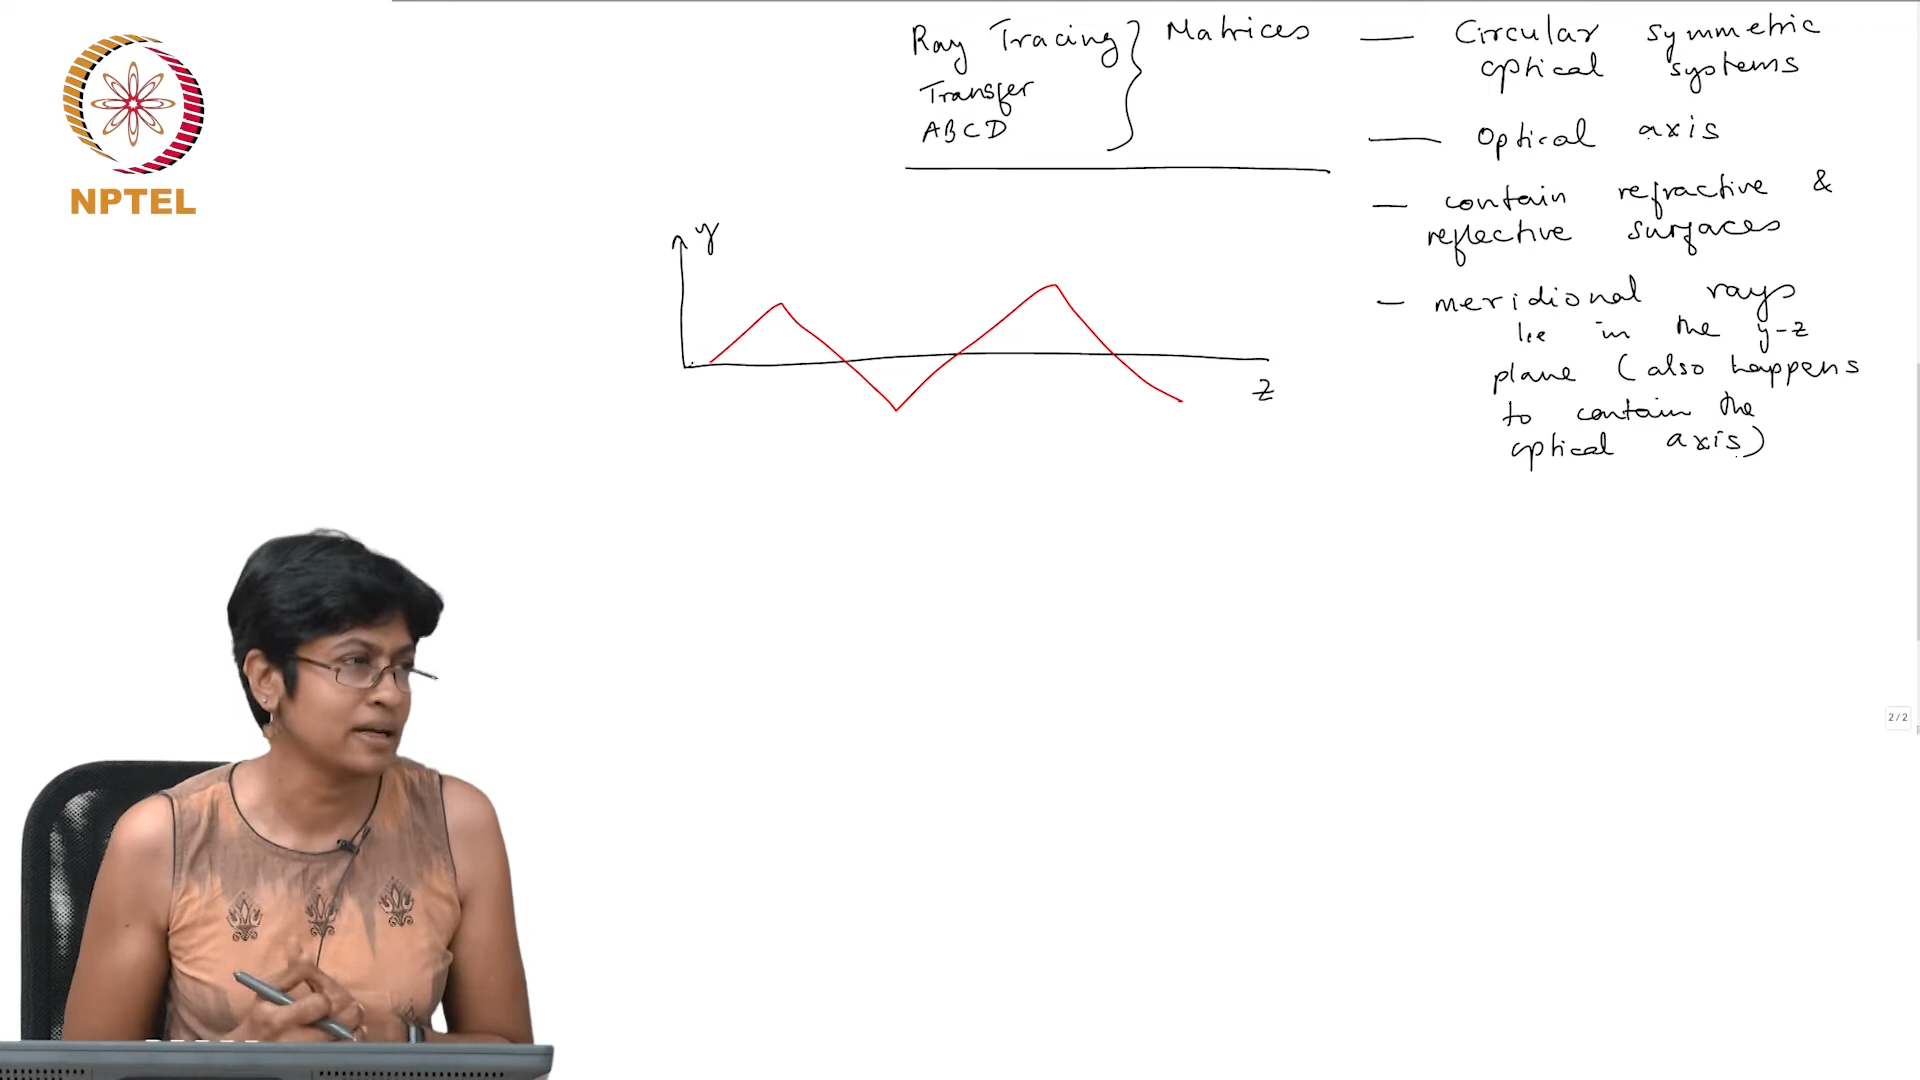 NPTEL
Ray Tracing } Matrices
Transfer
ABCD
— Circular symmetric
optical systems
— Optical axis
— contain refractive &
reflective surfaces
— meridional rays
lie in the y-z
plane (also happens
to contain the
optical axis)
y
z
2/2